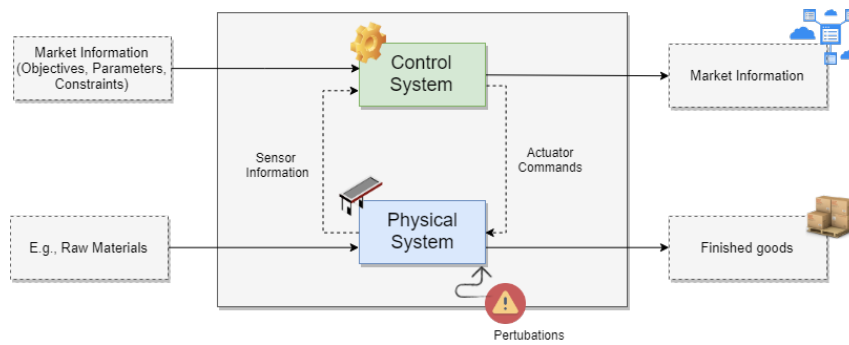 Market Information
(Objectives, Parameters,
Constraints)
Control
System
Market Information
Sensor
Information
Actuator
Commands
E.g., Raw Materials
Physical
System
Finished goods
Pertubations